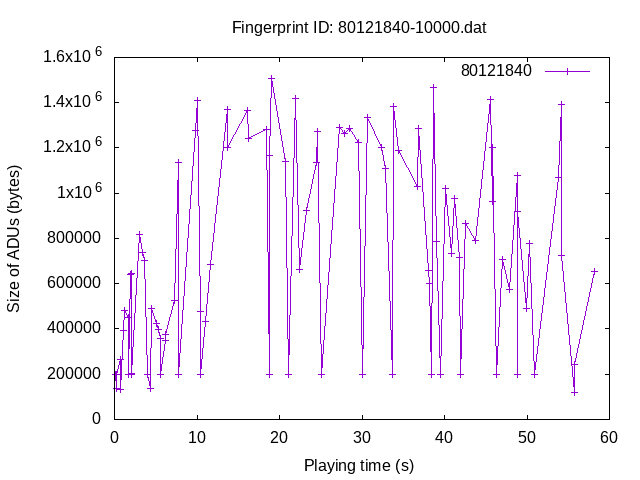 Fingerprint ID: 80121840-10000.dat
80121840
1.6x10^6
1.4x10^6
1.2x10^6
1x10^6
800000
600000
400000
200000
0
Size of ADUs (bytes)
0 10 20 30 40 50 60
Playing time (s)